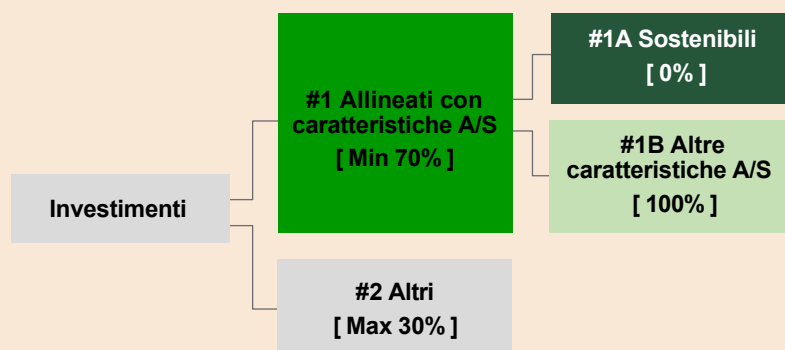 Investimenti
#1 Allineati con
caratteristiche A/S
[ Min 70% ]
#1A Sostenibili
[ 0% ]
#1B Altre
caratteristiche A/S
[ 100% ]
#2 Altri
[ Max 30% ]